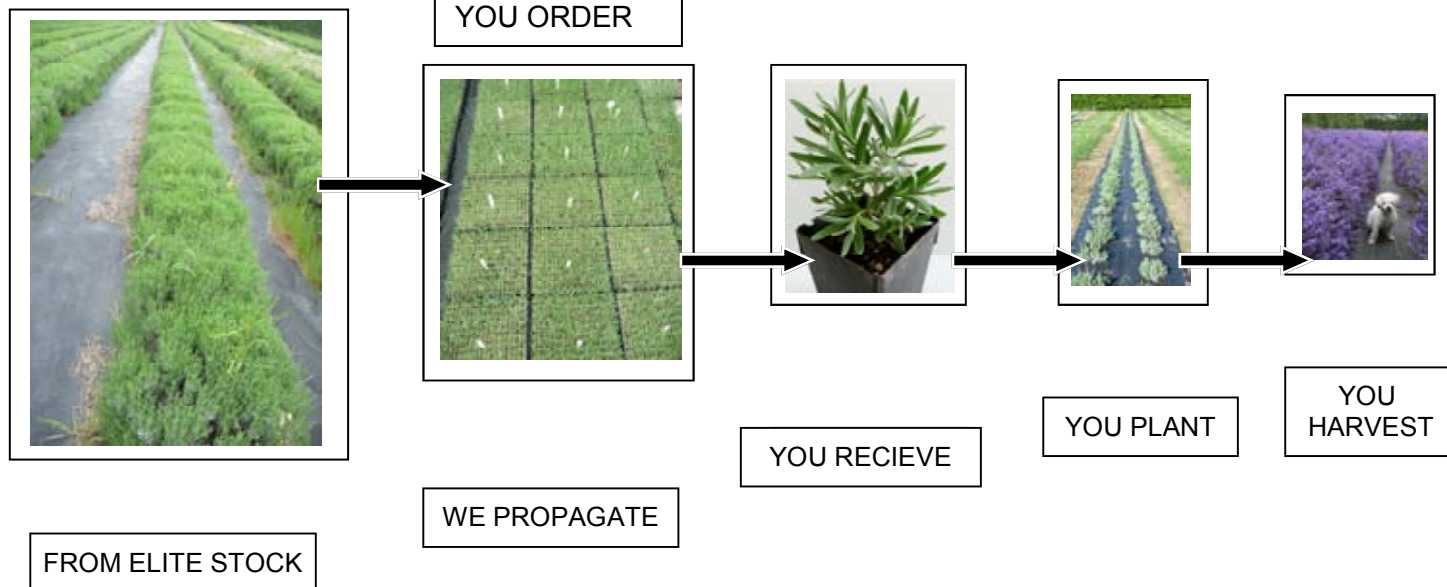 YOU ORDER
YOU
HARVEST
YOU PLANT
YOU RECIEVE
WE PROPAGATE
FROM ELITE STOCK